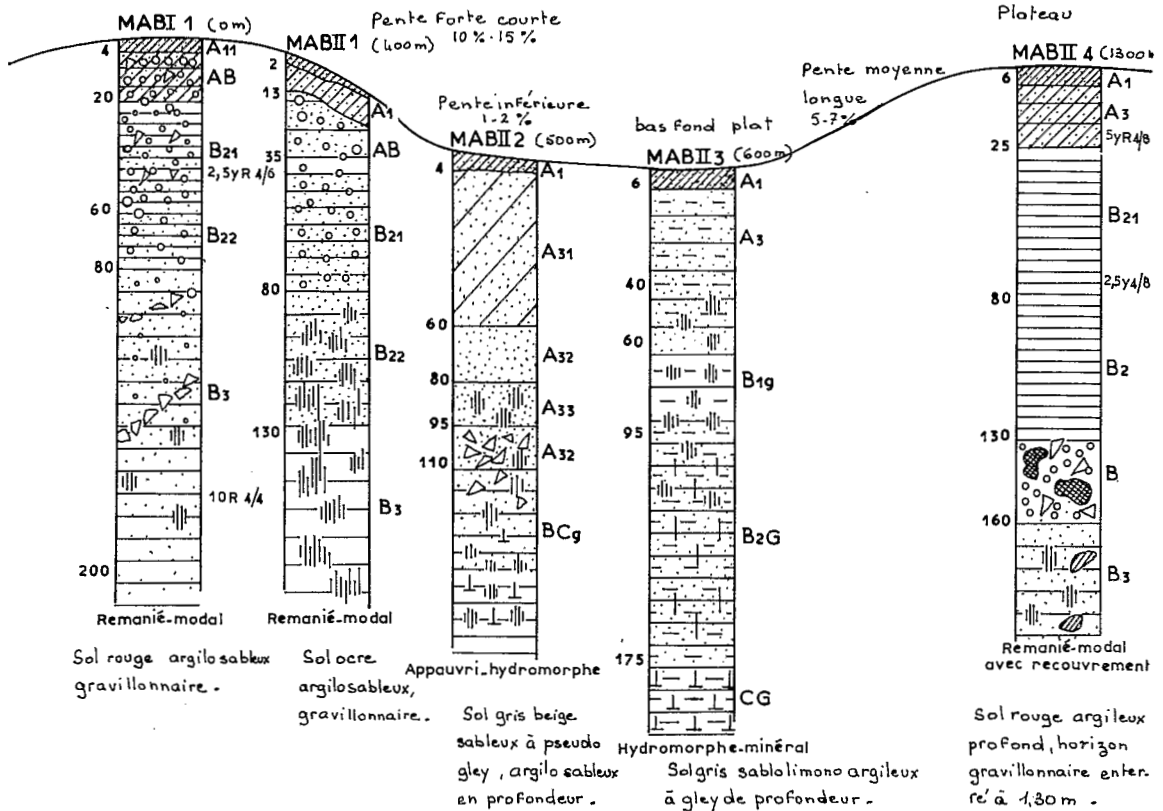 MABI 1 (0m)
4
A11
AB
20
B21
2,5yR 4/6
60
B22
80
B3
10R 4/4
200
Remanié-modal
Sol rouge argilo sableux
gravillonnaire.
Pente Forte courte
10%-15%
MABII 1 (400m)
2
13
A1
AB
35
B21
80
B22
130
B3
Remanié-modal
Sol ocre
argilosableux,
gravillonnaire.
Pente inférieure
1-2 %
MABII 2 (500m)
4
A1
A31
60
A32
80
A33
95
A32
110
BCg
Appauvri-hydromorphe
Sol gris beige
sableux à pseudo
gley, argilo sableux
en profondeur.
bas fond plat
MABII 3 (600m)
6
A1
A3
40
60
B1g
95
B2G
175
CG
Hydromorphe-minéral
Sol gris sablolimono argileux
à gley de profondeur.
Pente moyenne
longue
5-7%
Plateau
MABII 4 (1300
6
A1
A3
5yR 4/8
25
B21
2,5y 4/8
80
B2
130
B
160
B3
Remanié-modal
avec recouvrement
Sol rouge argileux
profond, horizon
gravillonnaire enter-
ré à 1,30 m.